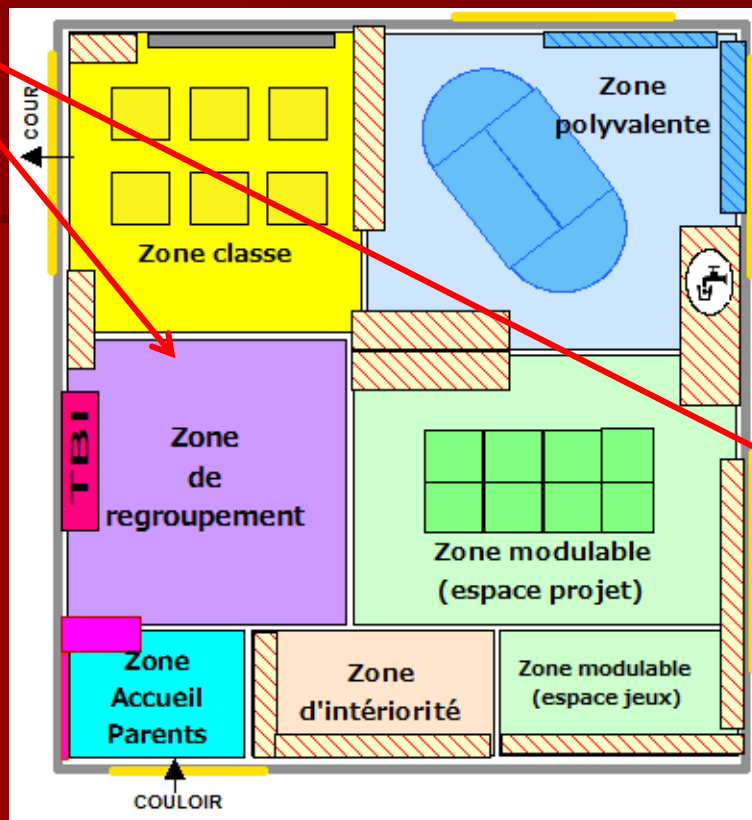 COUR
Zone
polyvalente
Zone classe
TBI
Zone
de
regroupement
Zone modulable
(espace projet)
Zone
Accueil
Parents
Zone
d'intériorité
Zone modulable
(espace jeux)
COULOIR